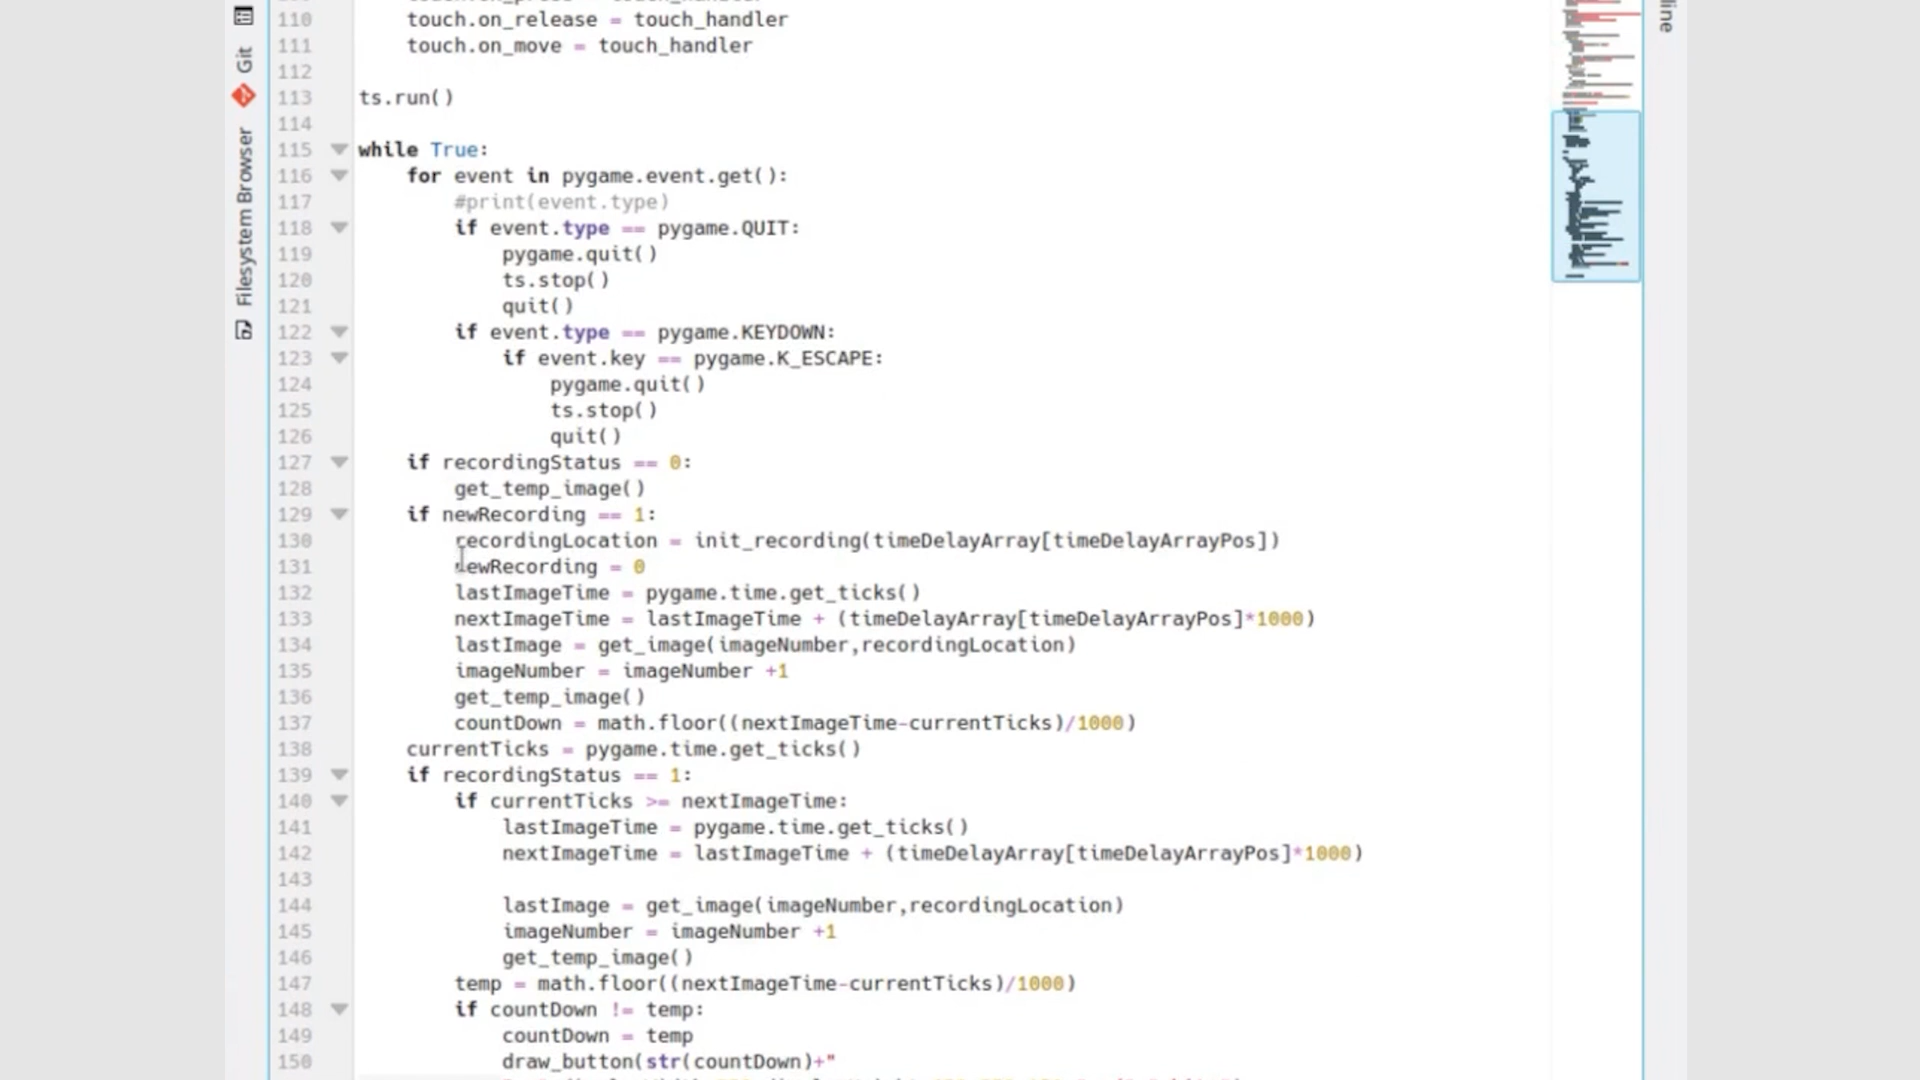 110 touch.on_release = touch_handler
111 touch.on_move = touch_handler
112
113 ts.run()
114
115 while True:
116 for event in pygame.event.get():
117 #print(event.type)
118 if event.type == pygame.QUIT:
119 pygame.quit()
120 ts.stop()
121 quit()
122 if event.type == pygame.KEYDOWN:
123 if event.key == pygame.K_ESCAPE:
124 pygame.quit()
125 ts.stop()
126 quit()
127 if recordingStatus == 0:
128 get_temp_image()
129 if newRecording == 1:
130 recordingLocation = init_recording(timeDelayArray[timeDelayArrayPos])
131 newRecording = 0
132 lastImageTime = pygame.time.get_ticks()
133 nextImageTime = lastImageTime + (timeDelayArray[timeDelayArrayPos]*1000)
134 lastImage = get_image(imageNumber,recordingLocation)
135 imageNumber = imageNumber +1
136 get_temp_image()
137 countDown = math.floor((nextImageTime-currentTicks)/1000)
138 currentTicks = pygame.time.get_ticks()
139 if recordingStatus == 1:
140 if currentTicks >= nextImageTime:
141 lastImageTime = pygame.time.get_ticks()
142 nextImageTime = lastImageTime + (timeDelayArray[timeDelayArrayPos]*1000)
143
144 lastImage = get_image(imageNumber,recordingLocation)
145 imageNumber = imageNumber +1
146 get_temp_image()
147 temp = math.floor((nextImageTime-currentTicks)/1000)
148 if countDown != temp:
149 countDown = temp
150 draw_button(str(countDown)+"
Git
Filesystem Browser
line